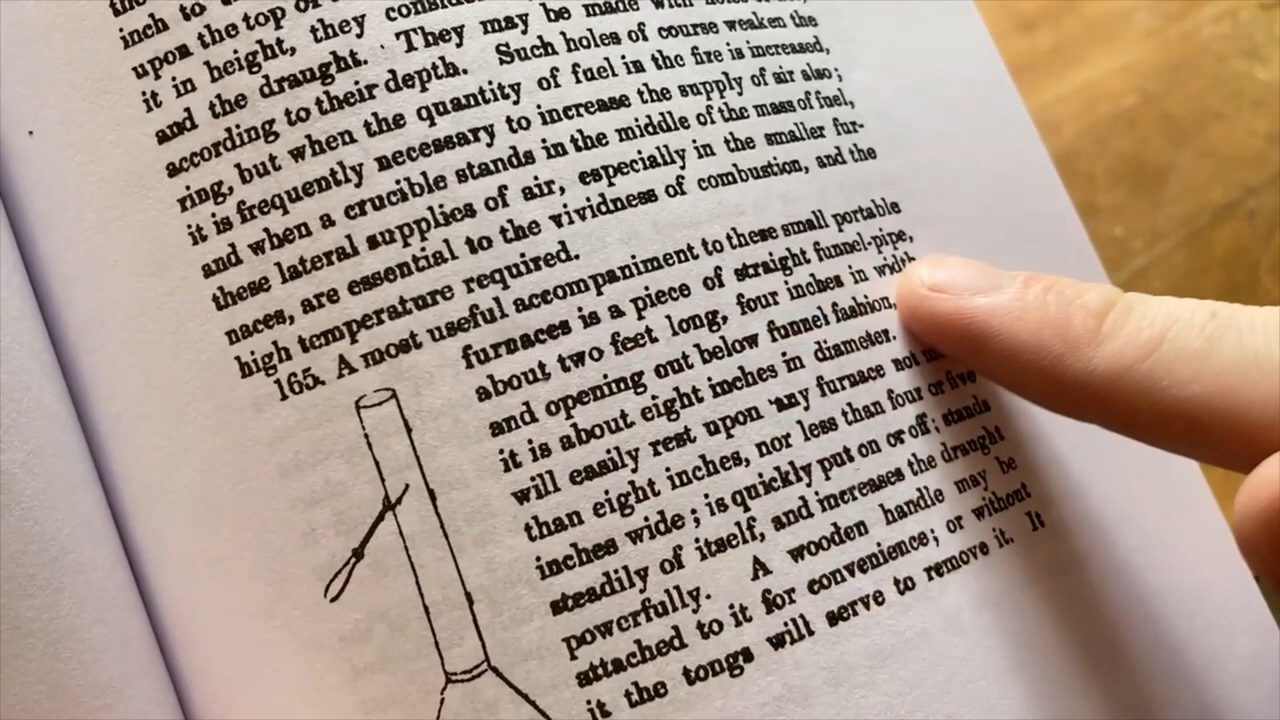 the
inch to
upon the top of
it in height, they
and the draught. They may be made with holes
according to their depth. Such holes of course weaken the
ring, but when the quantity of fuel in the fire is increased,
it is frequently necessary to increase the supply of air also;
and when a crucible stands in the middle of the mass of fuel,
these lateral supplies of air, especially in the smaller fur-
naces, are essential to the vividness of combustion, and the
high temperature required.
165. A most useful accompaniment to these small portable
furnaces is a piece of straight funnel-pipe,
about two feet long, four inches in width
and opening out below funnel fashion,
it is about eight inches in diameter.
will easily rest upon any furnace not
than eight inches, nor less than four or five
inches wide; is quickly put on or off; stands
steadily of itself, and increases the draught
powerfully. A wooden handle may be
attached to it for convenience; or without
it the tongs will serve to remove it. It